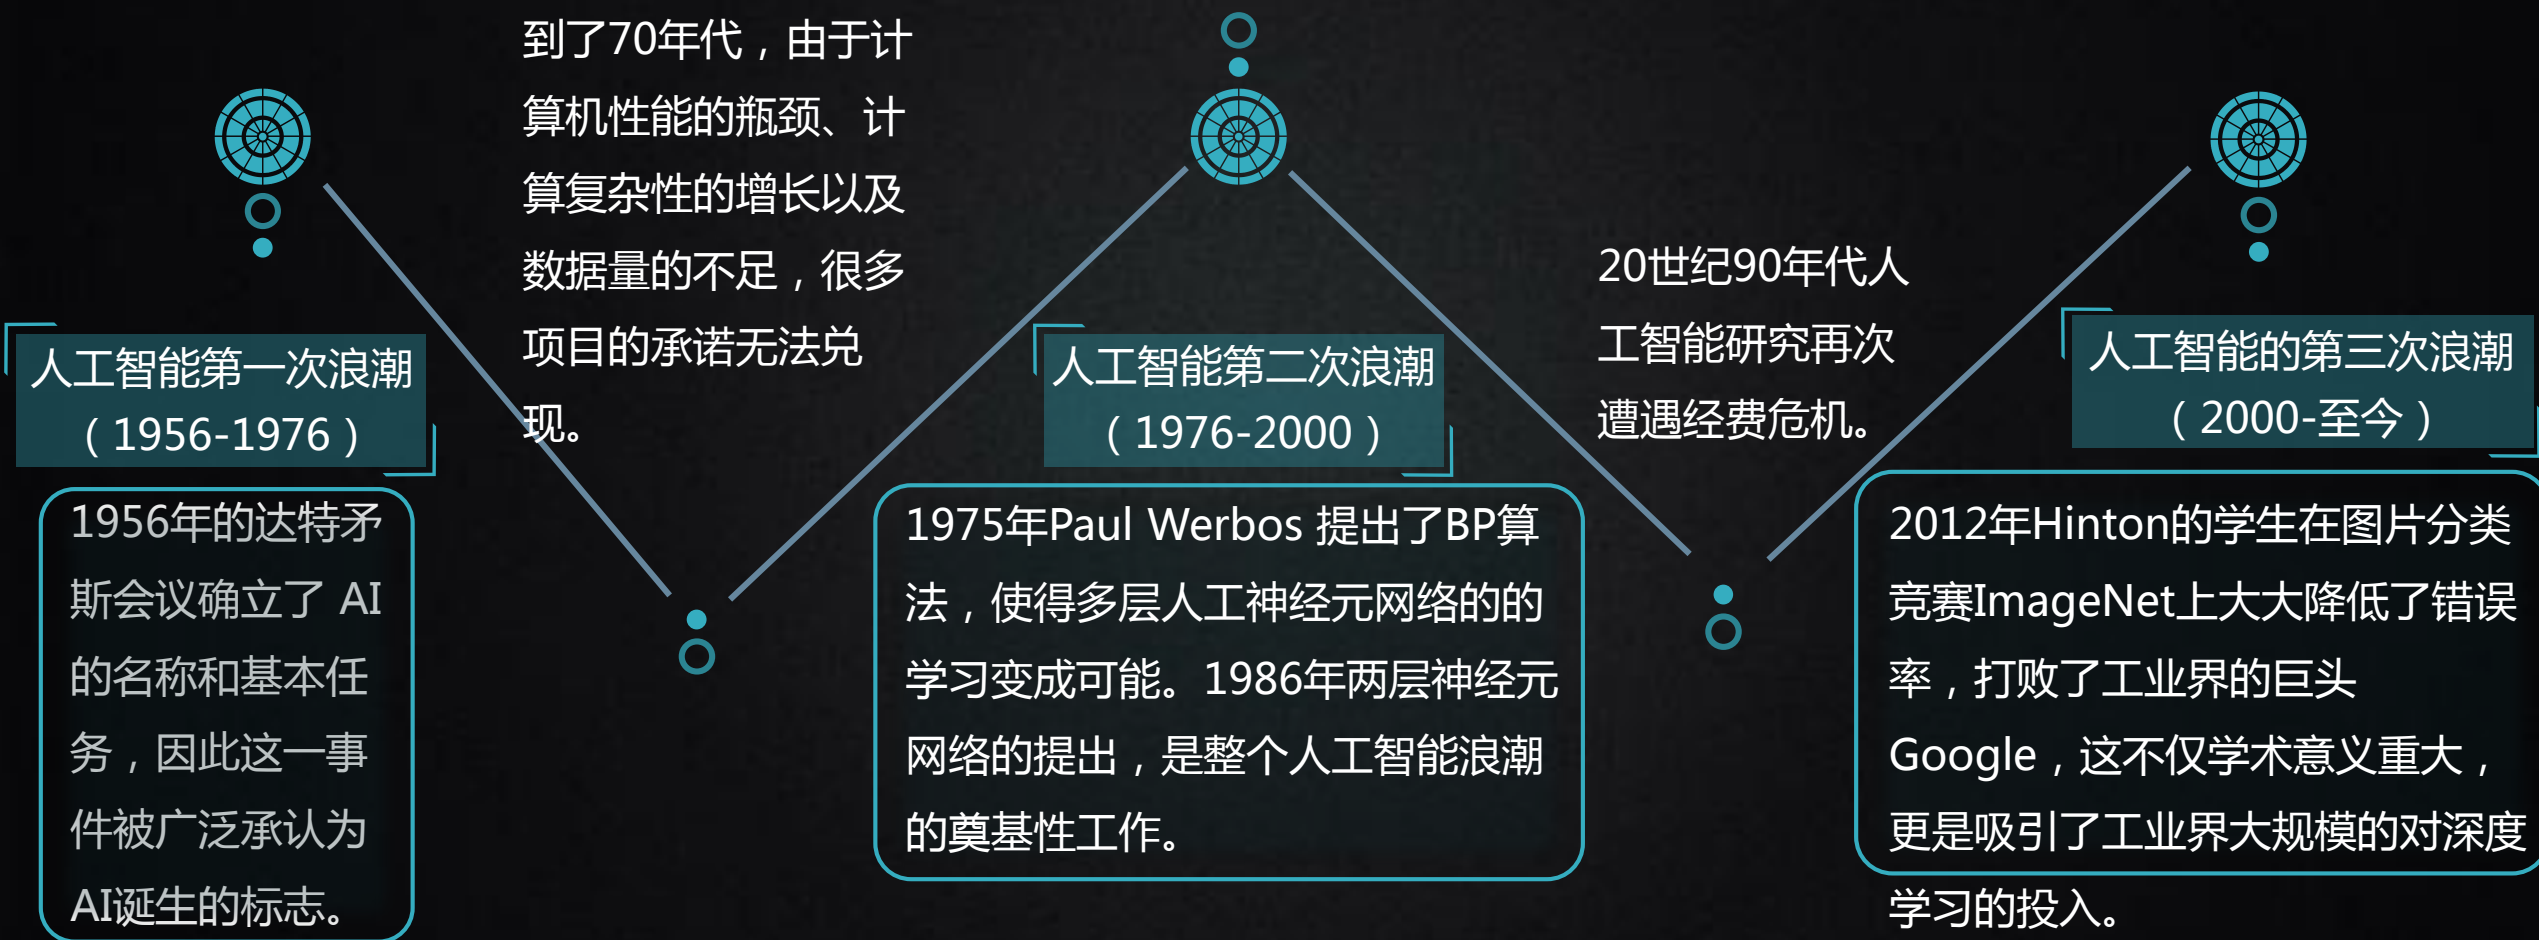 人工智能第一次浪潮
（1956-1976）
1956年的达特矛
斯会议确立了 AI
的名称和基本任
务，因此这一事
件被广泛承认为
AI诞生的标志。
到了70年代，由于计
算机性能的瓶颈、计
算复杂性的增长以及
数据量的不足，很多
项目的承诺无法兑
现。
人工智能第二次浪潮
（1976-2000）
1975年Paul Werbos 提出了BP算
法，使得多层人工神经元网络的的
学习变成可能。1986年两层神经元
网络的提出，是整个人工智能浪潮
的奠基性工作。
20世纪90年代人
工智能研究再次
遭遇经费危机。
人工智能的第三次浪潮
（2000-至今）
2012年Hinton的学生在图片分类
竞赛ImageNet上大大降低了错误
率，打败了工业界的巨头
Google，这不仅学术意义重大，
更是吸引了工业界大规模的对深度
学习的投入。